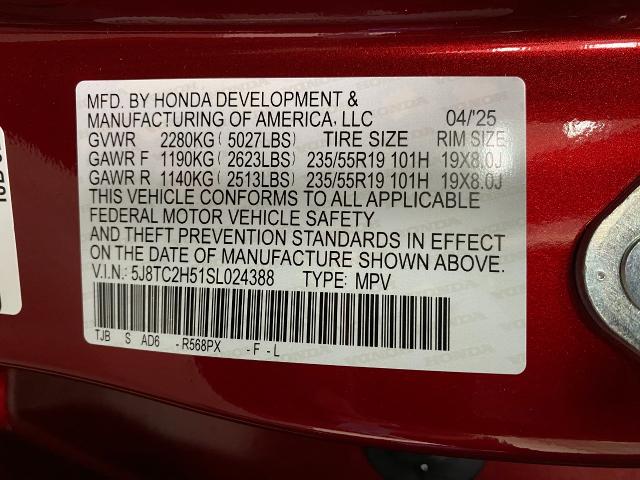 MFD. BY HONDA DEVELOPMENT &
MANUFACTURING OF AMERICA, LLC 04/'25
GVWR 2280KG ( 5027LBS) TIRE SIZE RIM SIZE
GAWR F 1190KG ( 2623LBS) 235/55R19 101H 19X8.0J
GAWR R 1140KG ( 2513LBS) 235/55R19 101H 19X8.0J
THIS VEHICLE CONFORMS TO ALL APPLICABLE
FEDERAL MOTOR VEHICLE SAFETY
AND THEFT PREVENTION STANDARDS IN EFFECT
ON THE DATE OF MANUFACTURE SHOWN ABOVE.
V.I.N.: 5J8TC2H51SL024388 TYPE: MPV
TJB S AD6 -R568PX -F -L